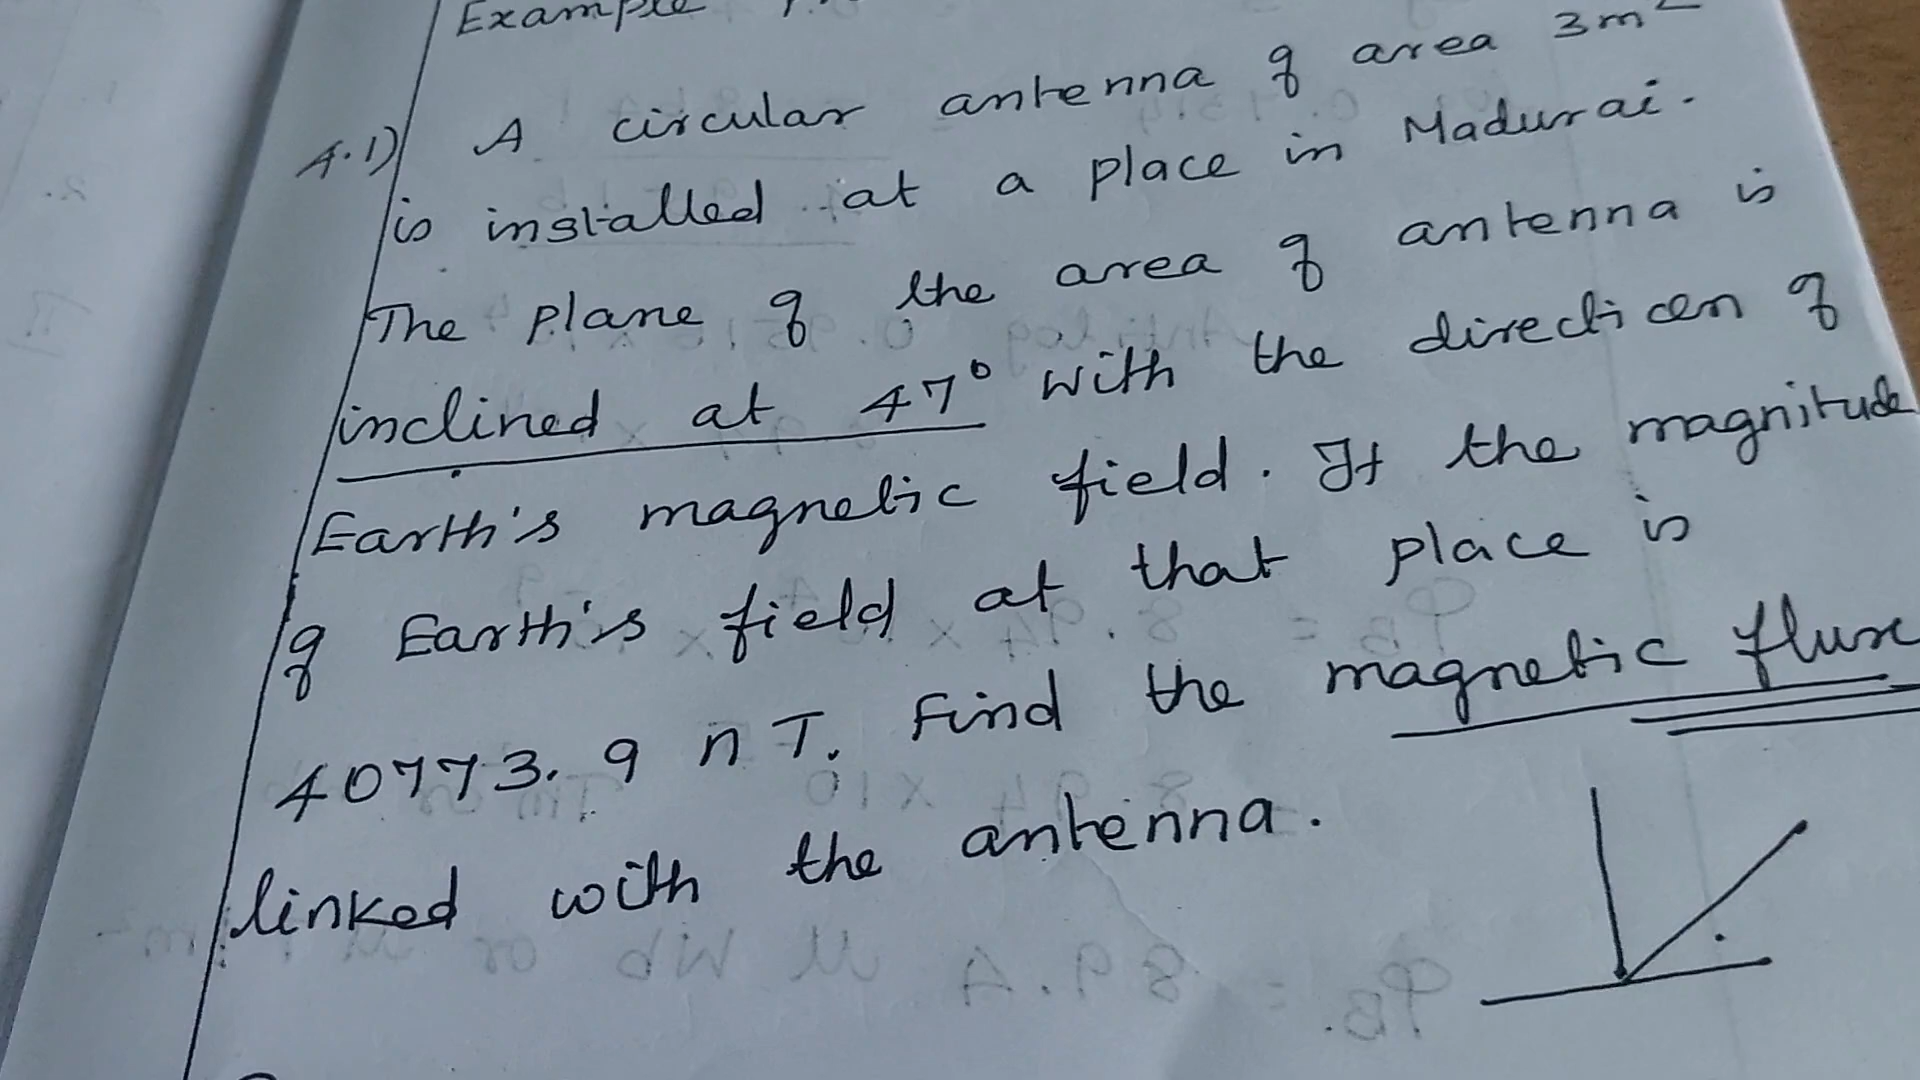 Example
4.1) A circular antenna of area 3m²
is installed at a place in Madurai.
The plane of the area of antenna is
inclined at 47° with the direction of
Earth's magnetic field. If the magnitude
of Earth's field at that place is
40773.9 nT. Find the magnetic flux
linked with the antenna.